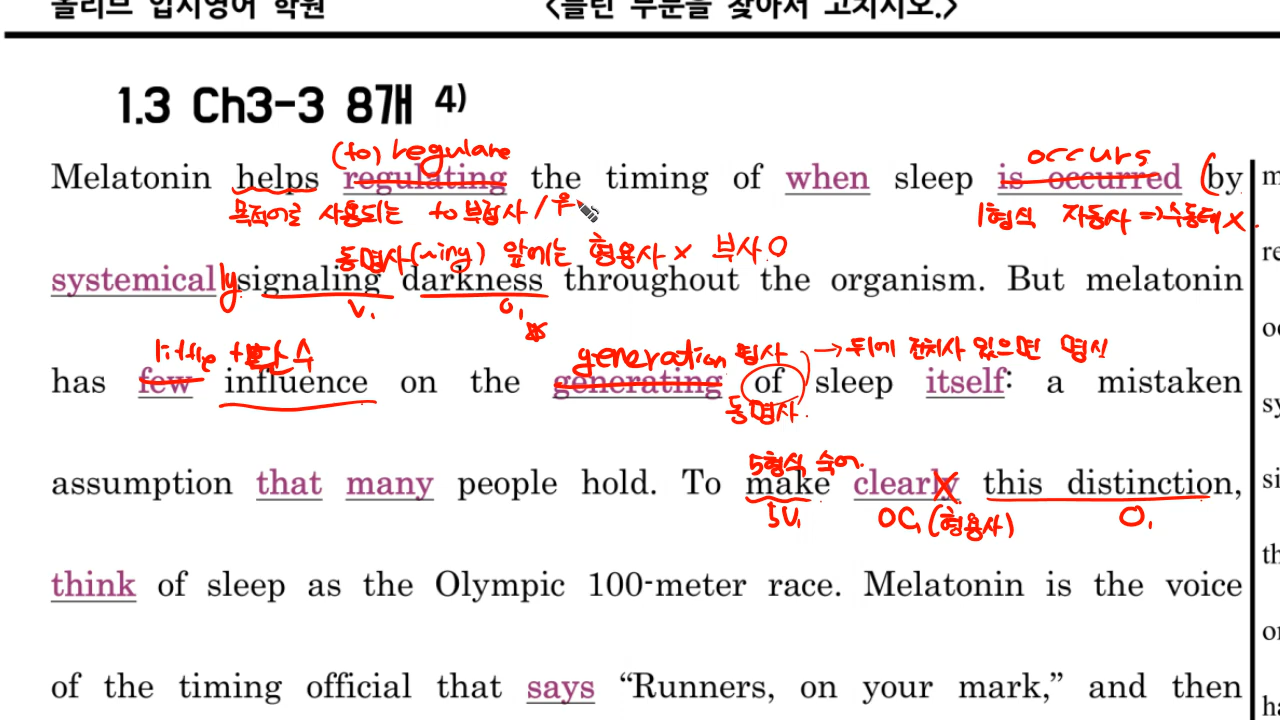 올리브 입시영어 학원 <틀린 부분을 찾아서 고치시오.>
1.3 Ch3-3 8개 4)
(to) regulare occurs
Melatonin helps regulating the timing of when sleep is occurred (by
목적어로 사용되는 to부정사 / 1형식 자동사 => 수동태 X.
동명사(~ing) 앞에는 형용사 X 부사 O
systemically signaling darkness throughout the organism. But melatonin
V. O.
little + 단수 generation 명사 → 뒤에 전치사 있으면 명사
has few influence on the generating of sleep itself: a mistaken
동명사.
5형식 숙어.
assumption that many people hold. To make clearly this distinction,
5V. OC. (형용사) O.
think of sleep as the Olympic 100-meter race. Melatonin is the voice
of the timing official that says “Runners, on your mark,” and then